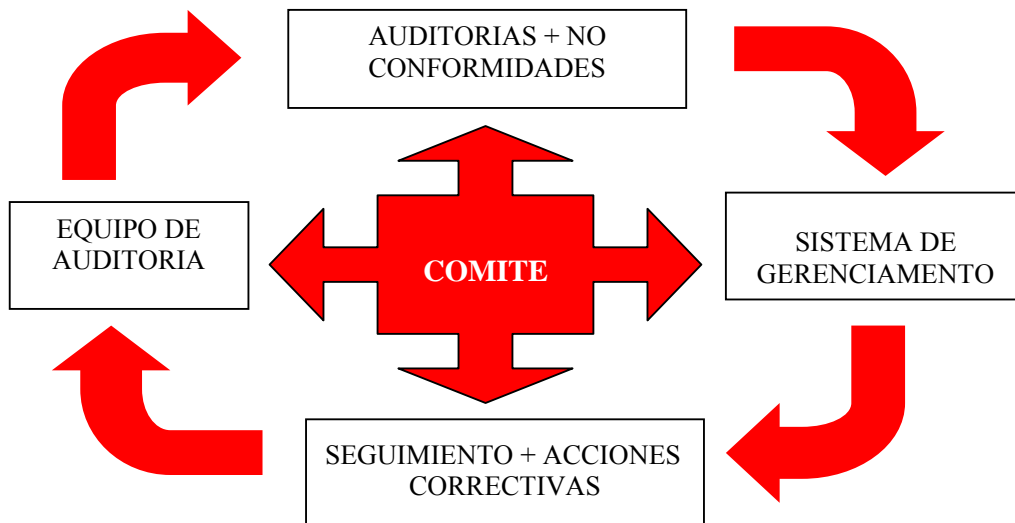 AUDITORIAS + NO
CONFORMIDADES
EQUIPO DE
AUDITORIA
COMITE
SISTEMA DE
GERENCIAMENTO
SEGUIMIENTO + ACCIONES
CORRECTIVAS